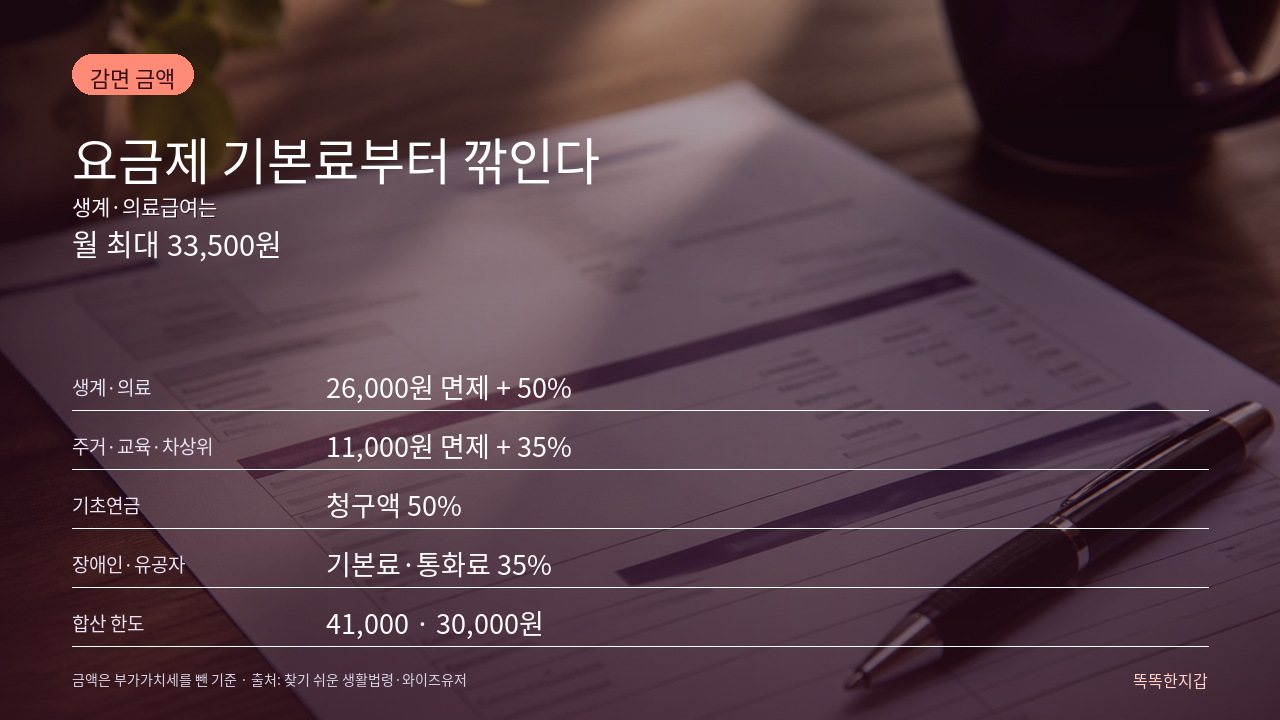 감면 금액
요금제 기본료부터 깎인다
생계·의료급여는
월 최대 33,500원
생계·의료 26,000원 면제 + 50%
주거·교육·차상위 11,000원 면제 + 35%
기초연금 청구액 50%
장애인·유공자 기본료·통화료 35%
합산 한도 41,000 · 30,000원
금액은 부가가치세를 뺀 기준 · 출처: 찾기 쉬운 생활법령·와이즈유저
똑똑한지갑